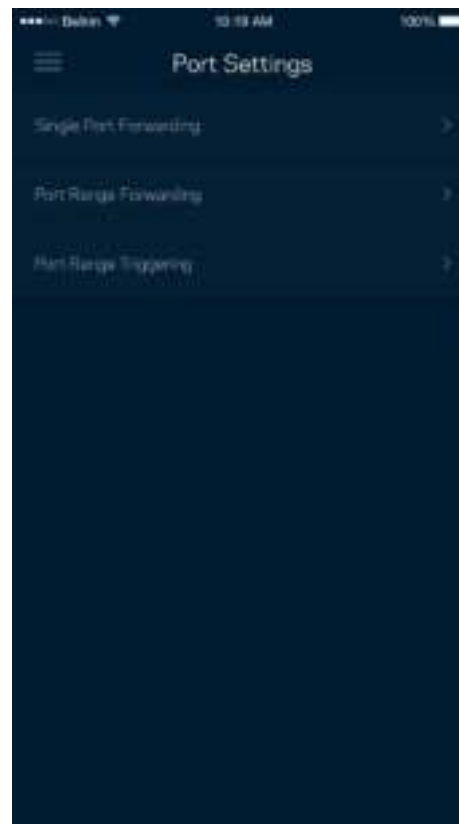 Belkin 10:19 AM 100%
Port Settings
Single Port Forwarding
Port Range Forwarding
Port Range Triggering